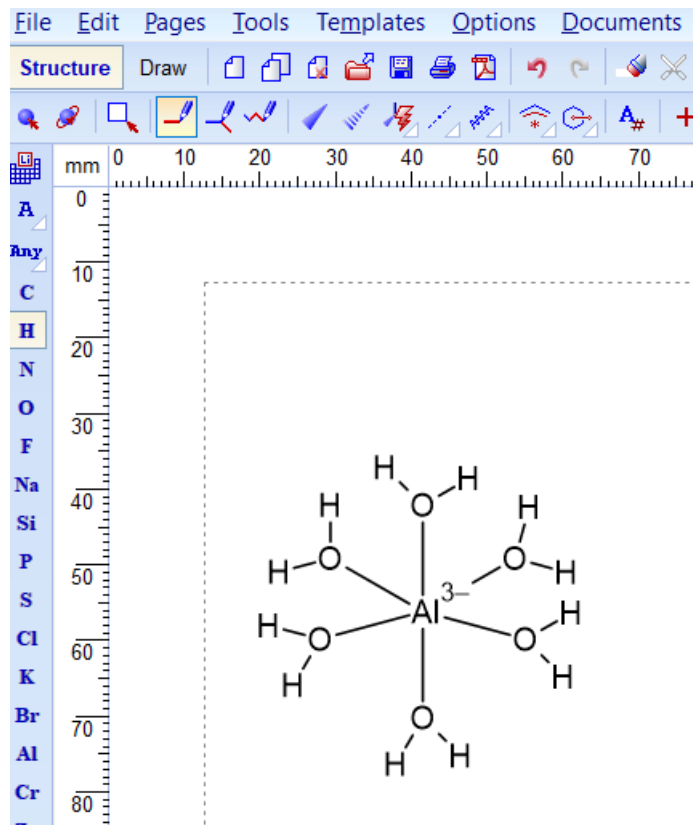 File Edit Pages Tools Templates Options Documents
Structure Draw
A#
Li
mm 0 10 20 30 40 50 60 70
A
0
Any
10
C
H
20
N
O
30
F
H H
Na
40
H O H
Si
H O O H
P
50
S
Al 3–
H O O H
Cl
60
K
H H
Br
70
O
Al
H H
Cr
80